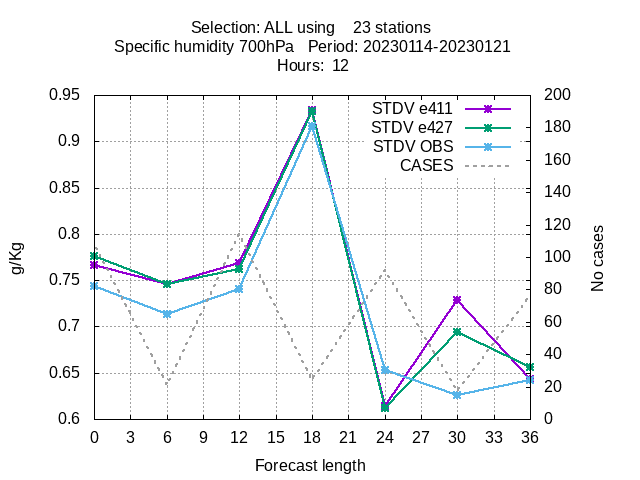 Selection: ALL using    23 stations
Specific humidity 700hPa   Period: 20230114-20230121
Hours:  12
0.95
0.9
0.85
0.8
0.75
0.7
0.65
0.6
g/Kg
STDV e411
STDV e427
STDV OBS
CASES
200
180
160
140
120
100
80
60
40
20
0
No cases
0 3 6 9 12 15 18 21 24 27 30 33 36
Forecast length